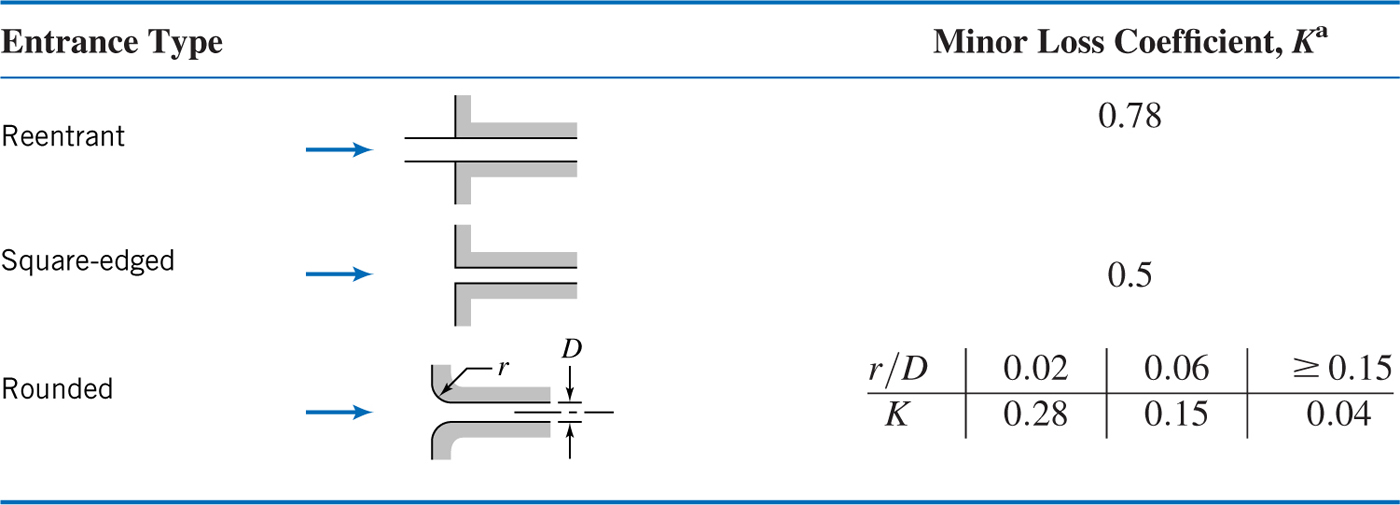 Entrance Type Minor Loss Coefficient, Kᵃ
Reentrant 0.78
Square-edged 0.5
Rounded r D
r/D 0.02 0.06 ≥0.15
K 0.28 0.15 0.04